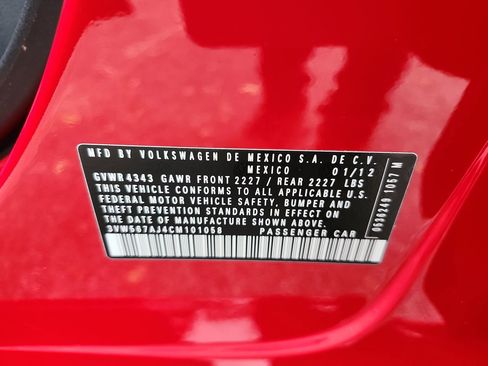 MFD BY VOLKSWAGEN DE MEXICO S.A. DE C.V.
MEXICO 01/12
GVWR 4343 GAWR FRONT 2227 / REAR 2227 LBS
THIS VEHICLE CONFORMS TO ALL APPLICABLE U.S.
FEDERAL MOTOR VEHICLE SAFETY, BUMPER AND
THEFT PREVENTION STANDARDS IN EFFECT ON
THE DATE OF MANUFACTURE SHOWN ABOVE.
3VW567AJ4CM101058 PASSENGER CAR
0936249 1067 M